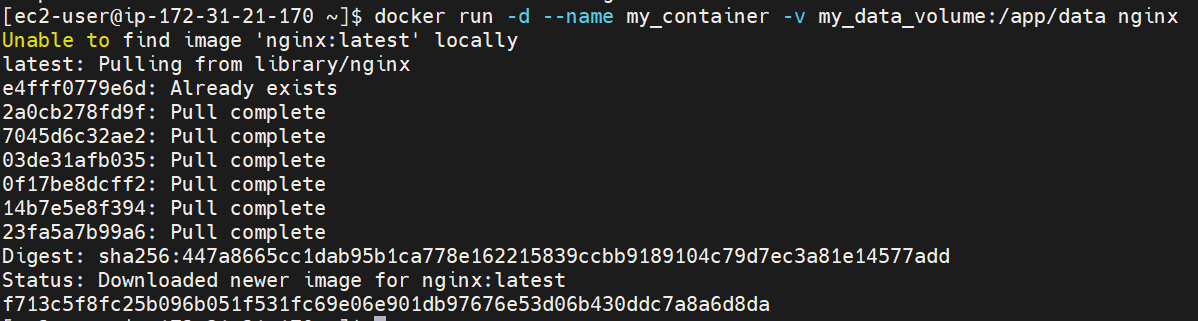 [ec2-user@ip-172-31-21-170 ~]$ docker run -d --name my_container -v my_data_volume:/app/data nginx
Unable to find image 'nginx:latest' locally
latest: Pulling from library/nginx
e4fff0779e6d: Already exists
2a0cb278fd9f: Pull complete
7045d6c32ae2: Pull complete
03de31afb035: Pull complete
0f17be8dcff2: Pull complete
14b7e5e8f394: Pull complete
23fa5a7b99a6: Pull complete
Digest: sha256:447a8665cc1dab95b1ca778e162215839ccbb9189104c79d7ec3a81e14577add
Status: Downloaded newer image for nginx:latest
f713c5f8fc25b096b051f531fc69e06e901db97676e53d06b430ddc7a8a6d8da